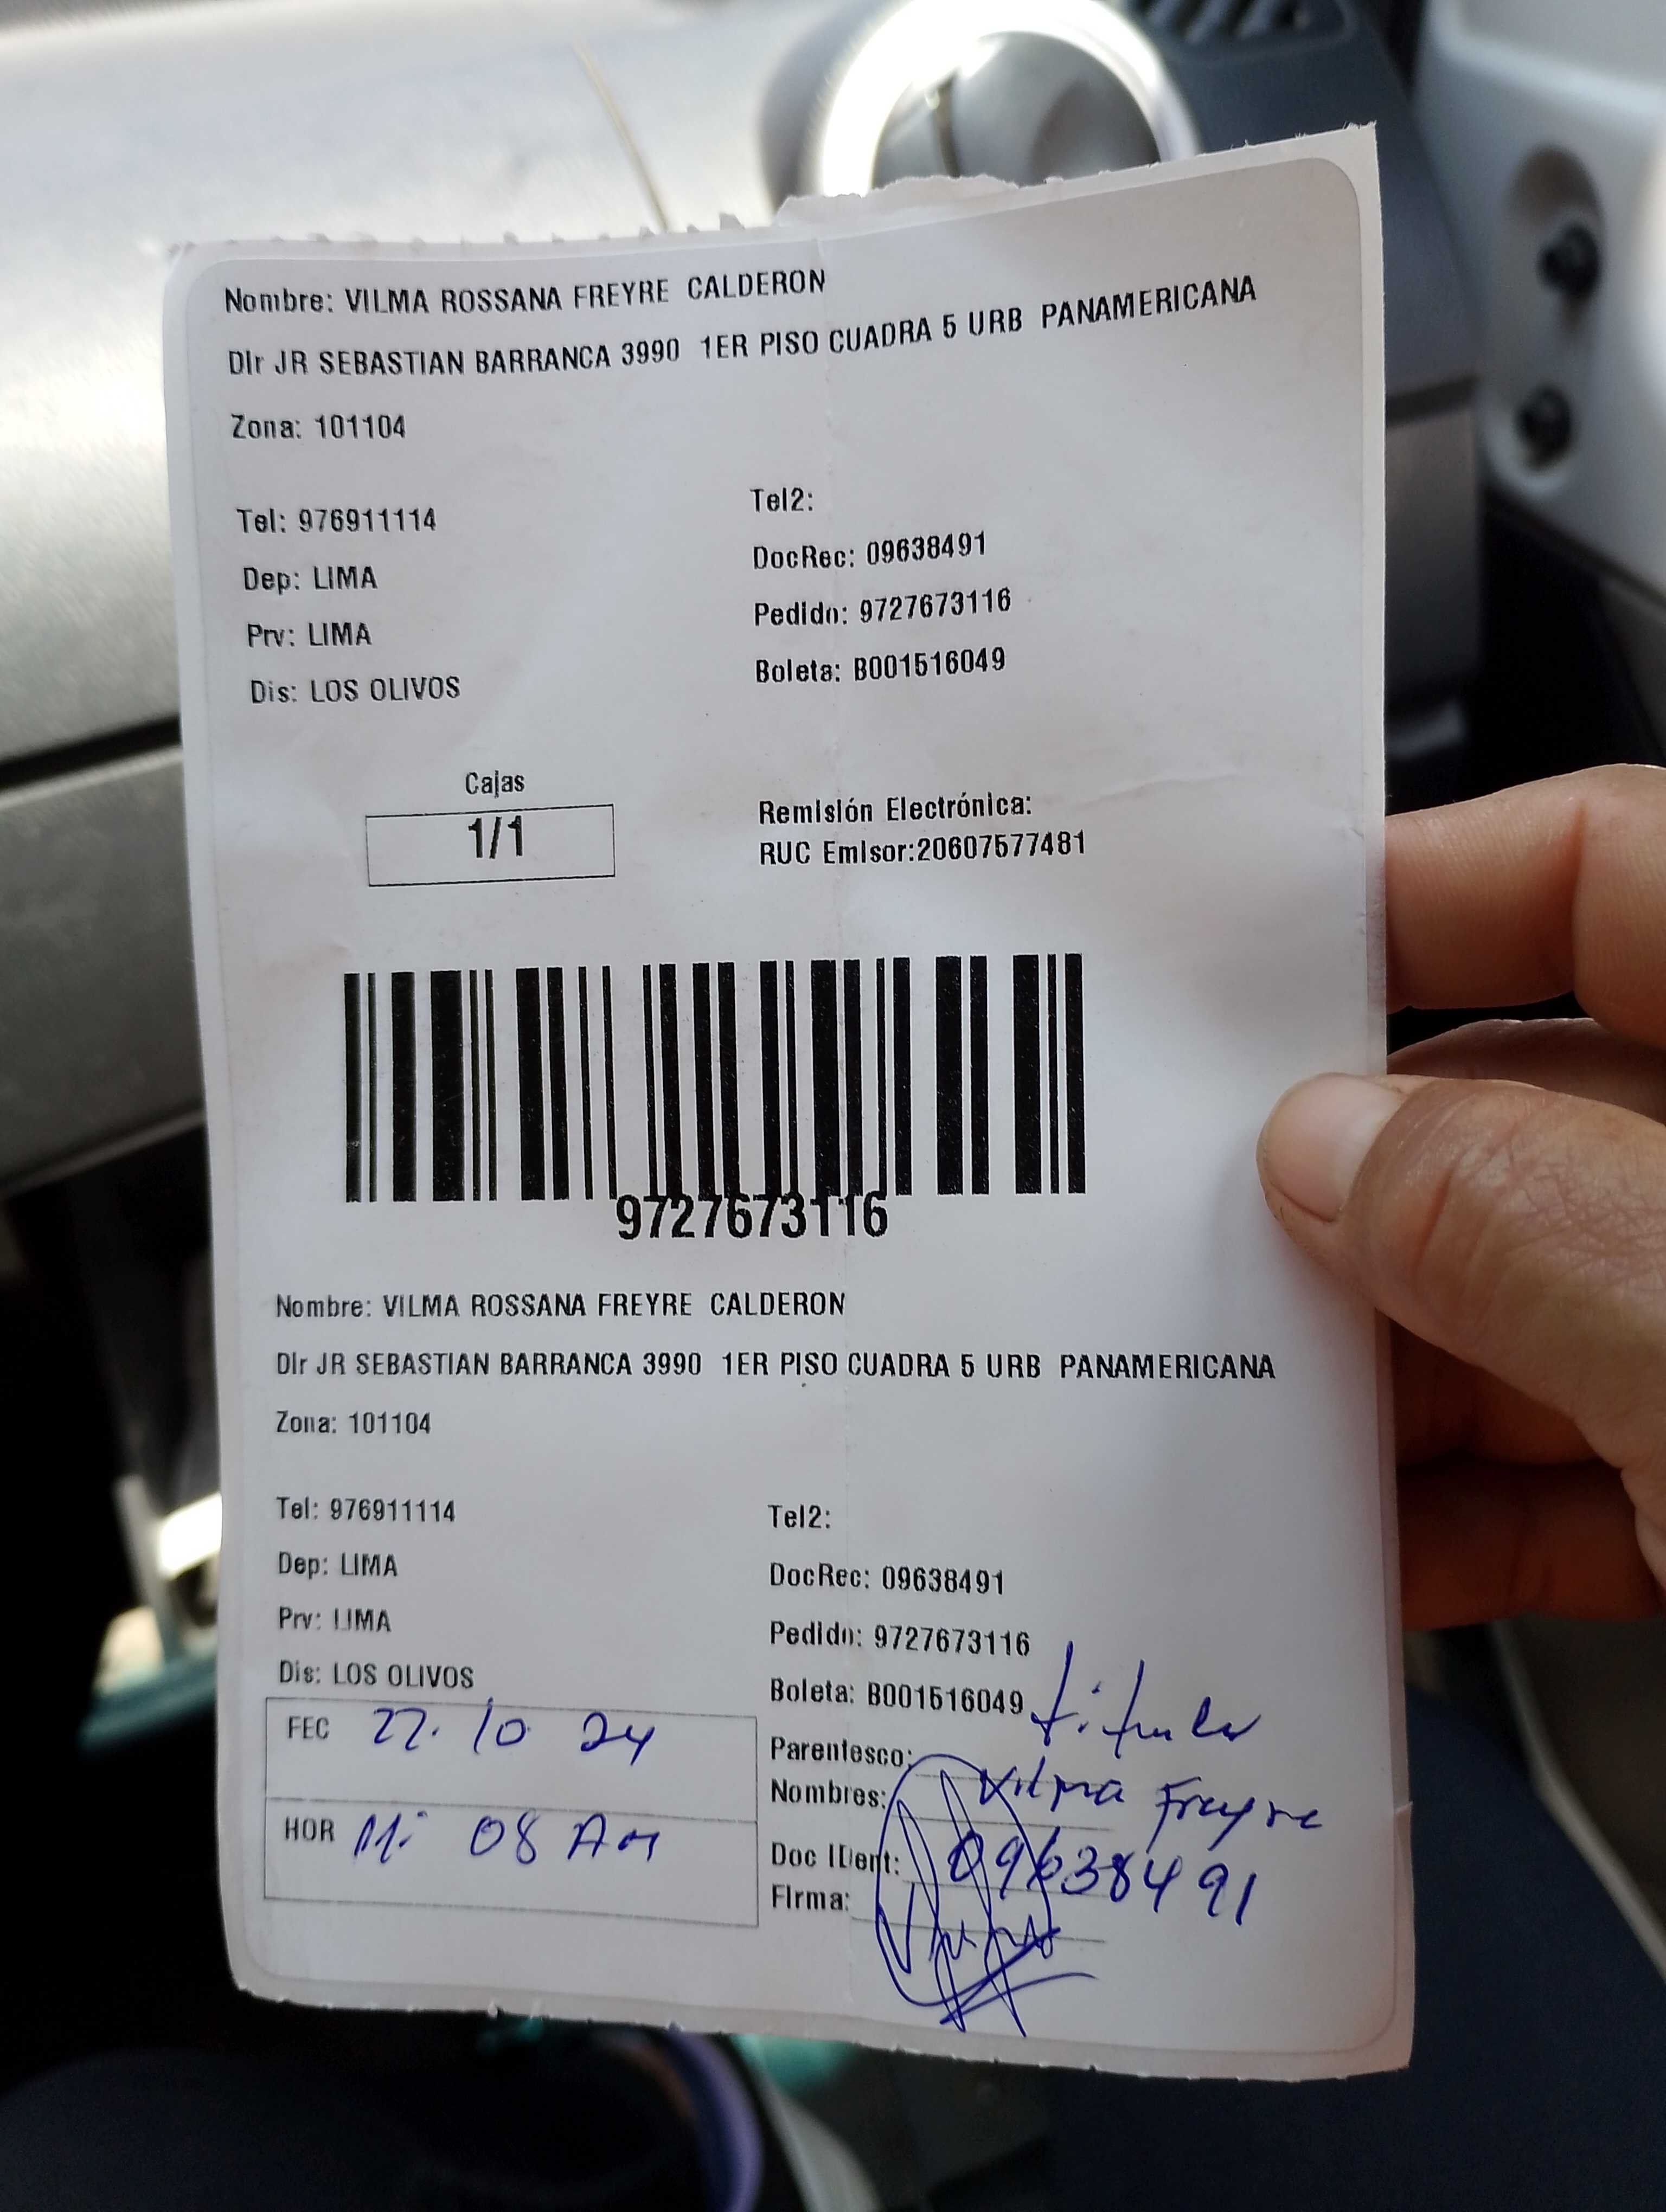 Nombre: VILMA ROSSANA FREYRE CALDERON
DIr JR SEBASTIAN BARRANCA 3990 1ER PISO CUADRA 5 URB PANAMERICANA
Zona: 101104
Tel: 976911114
Tel2:
Dep: LIMA
DocRec: 09638491
Prv: LIMA
Pedido: 9727673116
Dis: LOS OLIVOS
Boleta: B001516049
Cajas
1/1
Remisión Electrónica:
RUC Emisor:20607577481
9727673116
Nombre: VILMA ROSSANA FREYRE CALDERON
DIr JR SEBASTIAN BARRANCA 3990 1ER PISO CUADRA 5 URB PANAMERICANA
Zona: 101104
Tel: 976911114
Tel2:
Dep: LIMA
DocRec: 09638491
Prv: LIMA
Pedido: 9727673116
Dis: LOS OLIVOS
Boleta: B001516049
FEC 22. 10 24
Parentesco: titular
Nombres: Vilma Freyre
HOR 11: 08 AM
Doc IDent: 09638491
Firma: